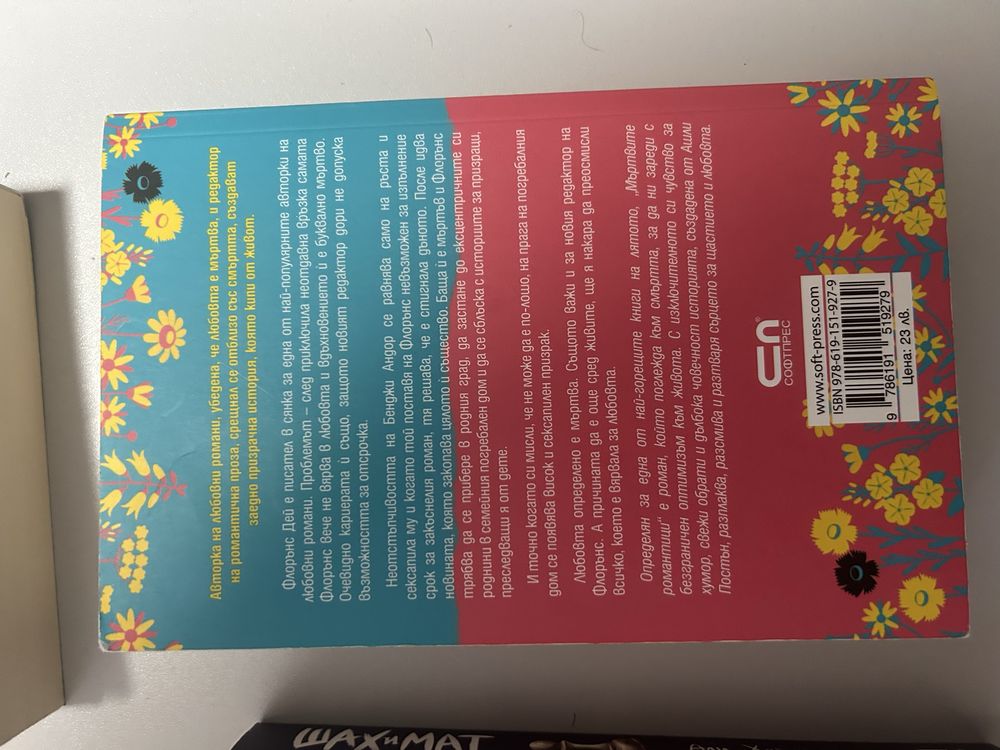 Авторка на любовни романи, убедена, че любовта е мъртва, и редактор
на романтична проза, срещнал се отблизо със смъртта, създават
заедно призрачна история, която кипи от живот.
Флорънс Дей е писател в сянка за една от най-популярните авторки на
любовни романи. Проблемът – след приключила неотдавна връзка самата
Флорънс вече не вярва в любовта и вдъхновението ѝ е буквално мъртво.
Очевидно кариерата ѝ също, защото новият редактор дори не допуска
възможността за отсрочка.
Неотстъпчивостта на Бенджи Андор се равнява само на ръста и
сексапила му и когато той поставя на Флорънс невъзможен за изпълнение
срок за закъснелия роман, тя решава, че е стигнала дъното. После идва
новината, която разклаща цялото ѝ същество. Баща ѝ е мъртъв и Флорънс
трябва да се прибере в родния град, да застане до ексцентричните си
роднини в семейния погребален дом и да се сблъска с историите за призраци,
преследващи я от дете.
И точно когато си мисли, че не може да е по-лошо, на прага на погребалния
дом се появява висок и сексапилен призрак.
Любовта определено е мъртва. Същото важи и за новия редактор на
Флорънс. А причината да е още сред живите, ще я накара да преосмисли
всичко, което е вярвала за любовта.
Определян за една от най-горещите книги на лятото, „Мъртвите
романтици“ е роман, който поглежда към смъртта, за да ни зареди с
безграничен оптимизъм към живота. С изключителното си чувство за
хумор, свежи обрати и дълбока човечност историята, създадена от Ашли
Постън, разплаква, разсмива и разтваря сърцето за щастието и любовта.
СОФТПРЕС
www.soft-press.com
ISBN 978-619-151-927-9
9 786191 519279
Цена: 23 лв.
ШАХ и МАТ